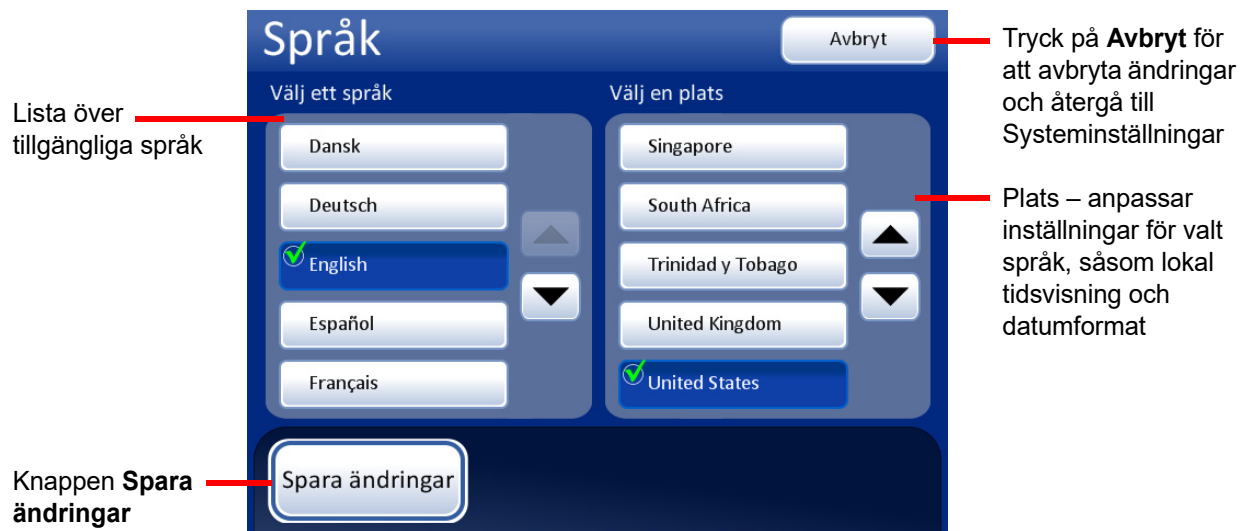 Språk
Avbryt
Välj ett språk
Välj en plats
Dansk
Deutsch
English
Español
Français
Singapore
South Africa
Trinidad y Tobago
United Kingdom
United States
Spara ändringar
Lista över
tillgängliga språk
Knappen Spara
ändringar
Tryck på Avbryt för
att avbryta ändringar
och återgå till
Systeminställningar
Plats – anpassar
inställningar för valt
språk, såsom lokal
tidsvisning och
datumformat